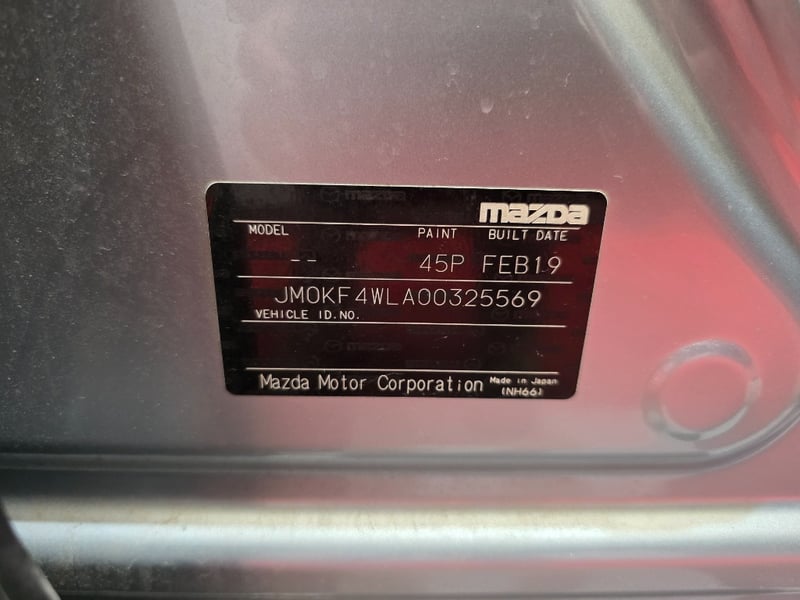 mazda
MODEL PAINT BUILT DATE
-- 45P FEB19
JM0KF4WLA00325569
VEHICLE ID.NO.
Mazda Motor Corporation Made in Japan
(NH66)